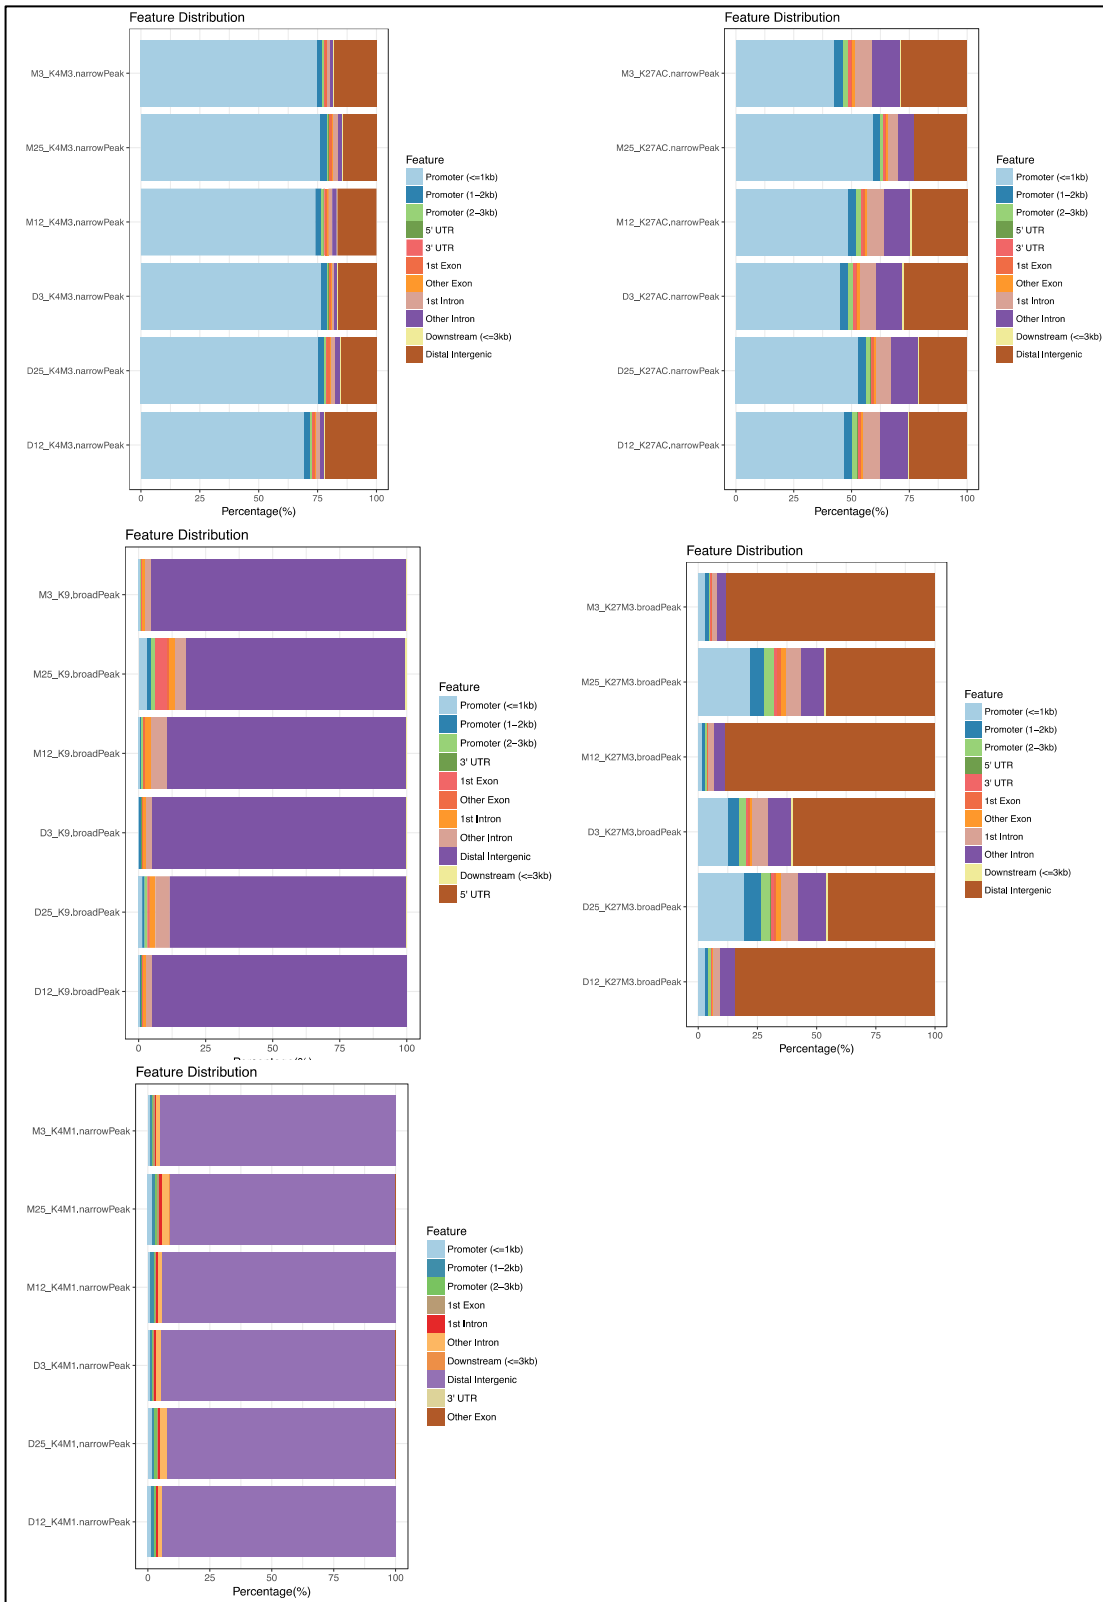 Feature Distribution
M3_K4M3.narrowPeak
M25_K4M3.narrowPeak
M12_K4M3.narrowPeak
D3_K4M3.narrowPeak
D25_K4M3.narrowPeak
D12_K4M3.narrowPeak
0 25 50 75 100
Percentage(%)
Feature
Promoter (<=1kb)
Promoter (1-2kb)
Promoter (2-3kb)
5' UTR
3' UTR
1st Exon
Other Exon
1st Intron
Other Intron
Downstream (<=3kb)
Distal Intergenic
Feature Distribution
M3_K27AC.narrowPeak
M25_K27AC.narrowPeak
M12_K27AC.narrowPeak
D3_K27AC.narrowPeak
D25_K27AC.narrowPeak
D12_K27AC.narrowPeak
0 25 50 75 100
Percentage(%)
Feature
Promoter (<=1kb)
Promoter (1-2kb)
Promoter (2-3kb)
5' UTR
3' UTR
1st Exon
Other Exon
1st Intron
Other Intron
Downstream (<=3kb)
Distal Intergenic
Feature Distribution
M3_K9.broadPeak
M25_K9.broadPeak
M12_K9.broadPeak
D3_K9.broadPeak
D25_K9.broadPeak
D12_K9.broadPeak
0 25 50 75 100
Percentage(%)
Feature
Promoter (<=1kb)
Promoter (1-2kb)
Promoter (2-3kb)
3' UTR
1st Exon
Other Exon
1st Intron
Other Intron
Distal Intergenic
Downstream (<=3kb)
5' UTR
Feature Distribution
M3_K27M3.broadPeak
M25_K27M3.broadPeak
M12_K27M3.broadPeak
D3_K27M3.broadPeak
D25_K27M3.broadPeak
D12_K27M3.broadPeak
0 25 50 75 100
Percentage(%)
Feature
Promoter (<=1kb)
Promoter (1-2kb)
Promoter (2-3kb)
5' UTR
3' UTR
1st Exon
Other Exon
1st Intron
Other Intron
Downstream (<=3kb)
Distal Intergenic
Feature Distribution
M3_K4M1.narrowPeak
M25_K4M1.narrowPeak
M12_K4M1.narrowPeak
D3_K4M1.narrowPeak
D25_K4M1.narrowPeak
D12_K4M1.narrowPeak
0 25 50 75 100
Percentage(%)
Feature
Promoter (<=1kb)
Promoter (1-2kb)
Promoter (2-3kb)
1st Exon
1st Intron
Other Intron
Downstream (<=3kb)
Distal Intergenic
3' UTR
Other Exon